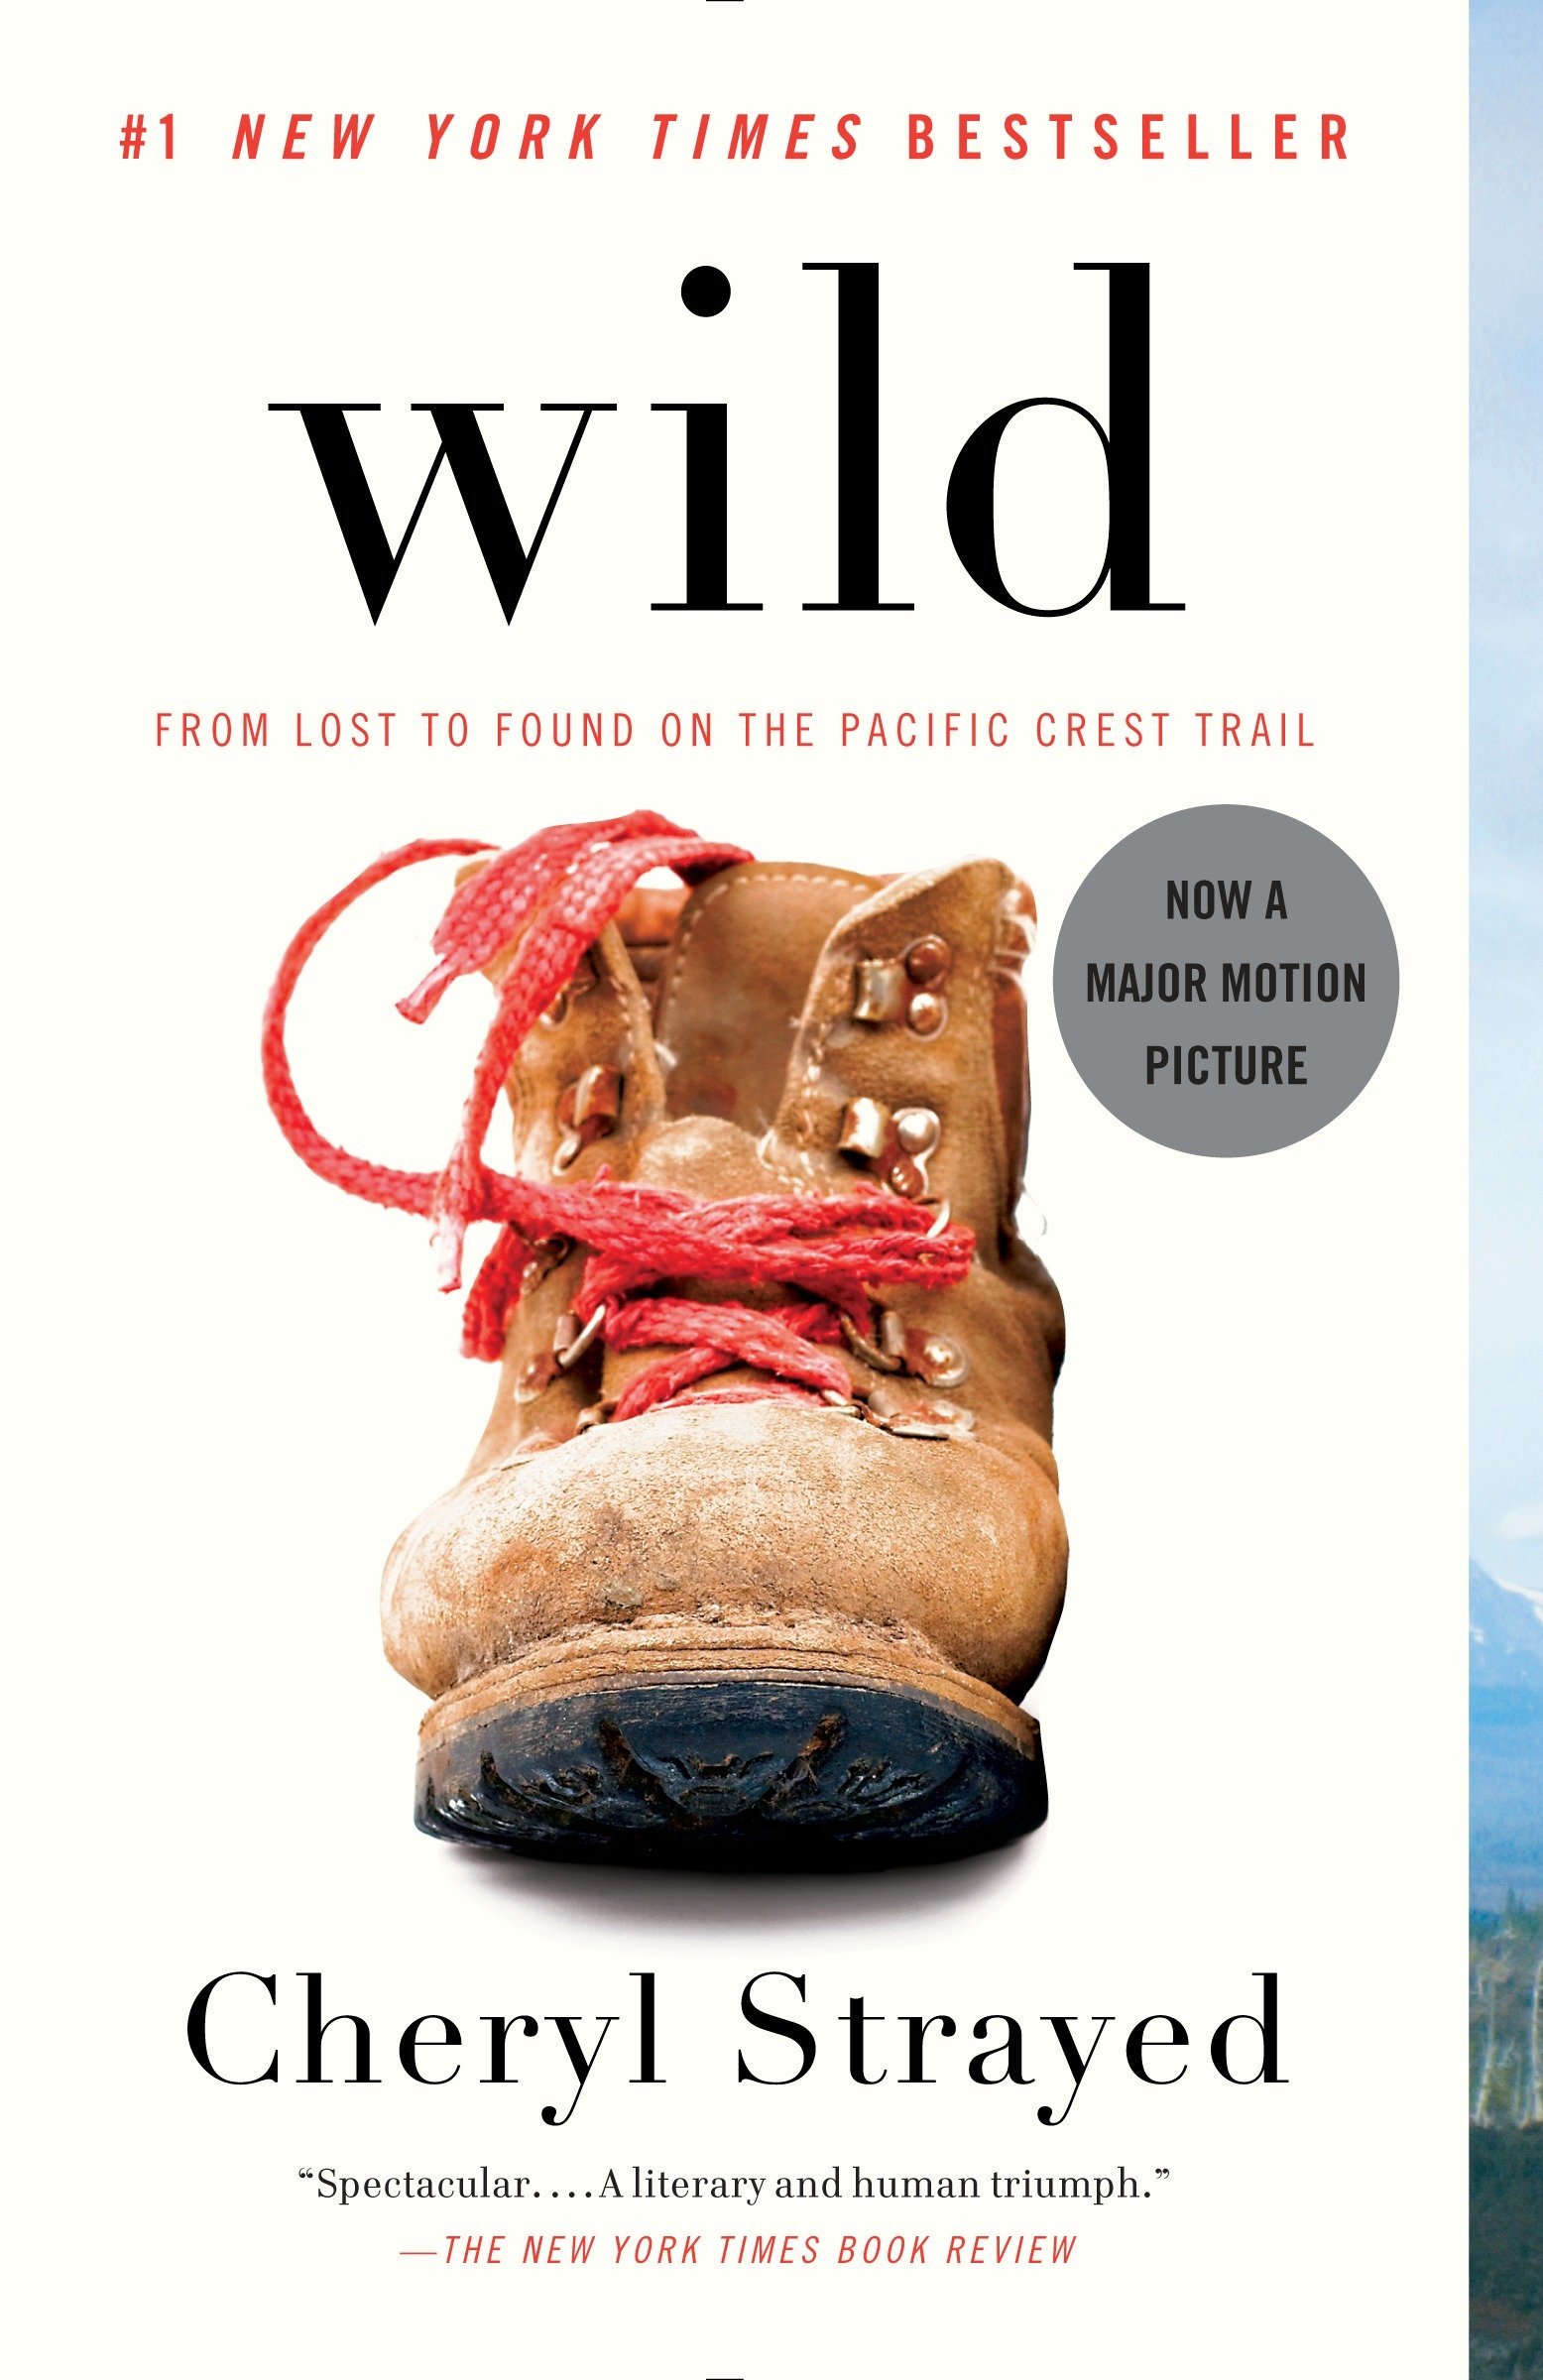 #1 NEW YORK TIMES BESTSELLER
wild
FROM LOST TO FOUND ON THE PACIFIC CREST TRAIL
NOW A
MAJOR MOTION
PICTURE
Cheryl Strayed
“Spectacular. . . . A literary and human triumph.”
—THE NEW YORK TIMES BOOK REVIEW